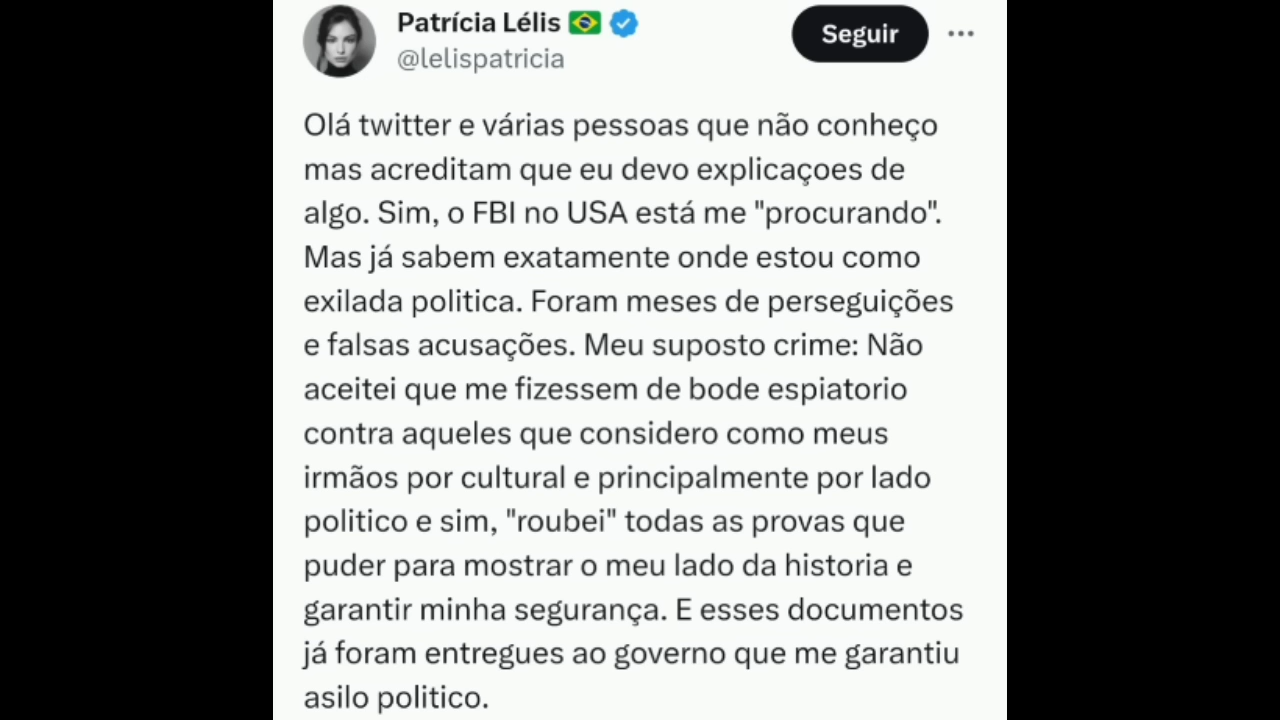 Patrícia Lélis 🇧🇷
@lelispatricia
Seguir
Olá twitter e várias pessoas que não conheço
mas acreditam que eu devo explicaçoes de
algo. Sim, o FBI no USA está me "procurando".
Mas já sabem exatamente onde estou como
exilada politica. Foram meses de perseguições
e falsas acusações. Meu suposto crime: Não
aceitei que me fizessem de bode espiatorio
contra aqueles que considero como meus
irmãos por cultural e principalmente por lado
politico e sim, "roubei" todas as provas que
puder para mostrar o meu lado da historia e
garantir minha segurança. E esses documentos
já foram entregues ao governo que me garantiu
asilo politico.